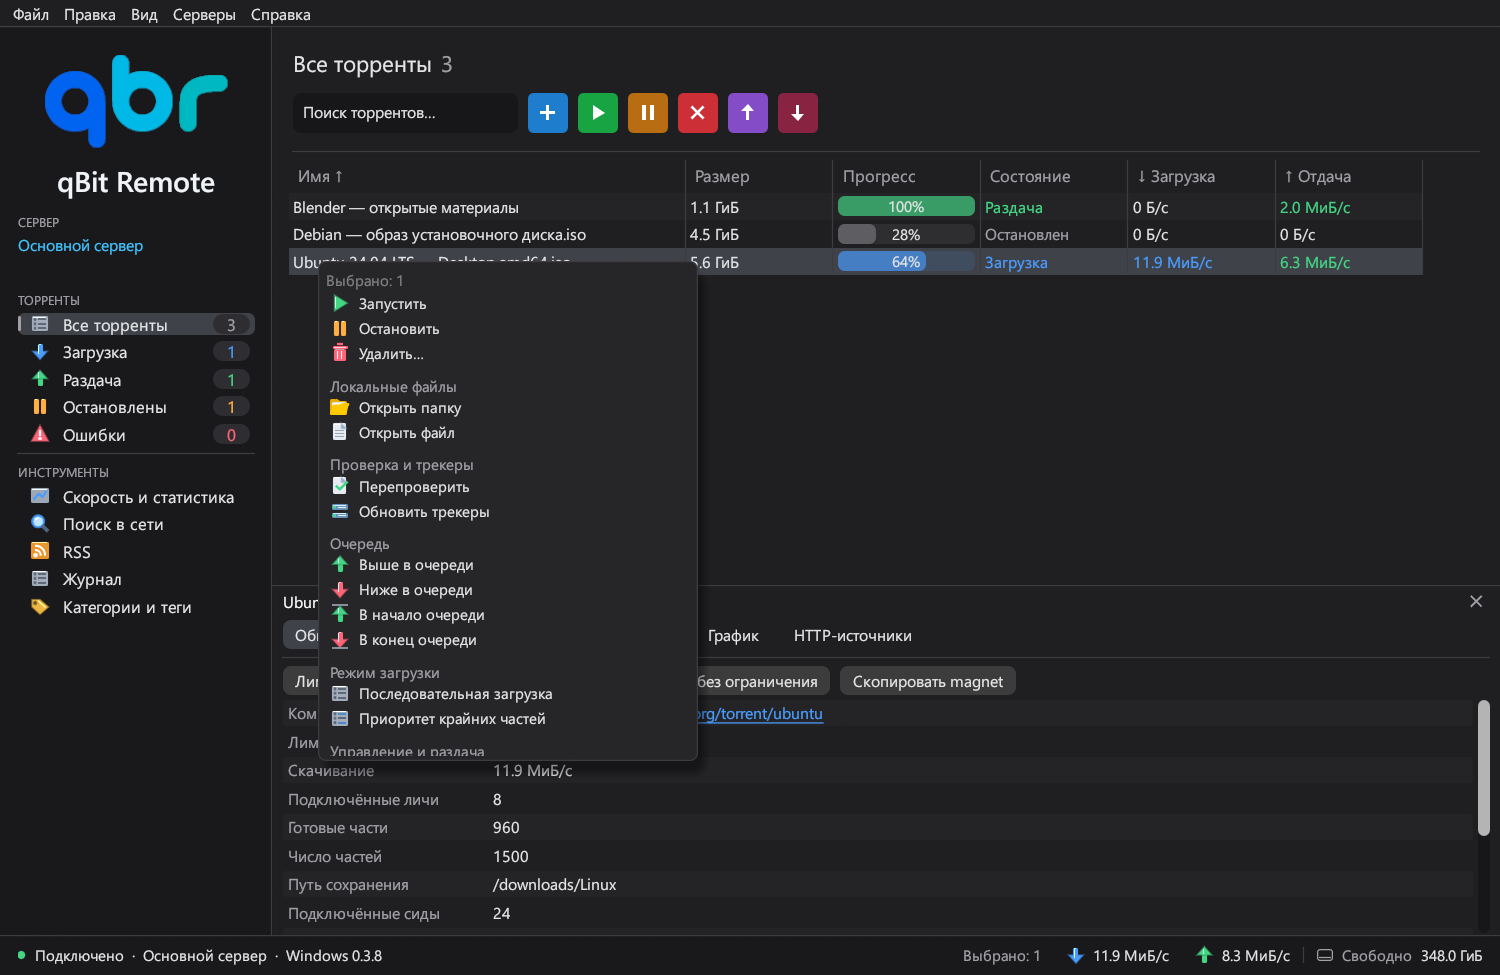 Файл Правка Вид Серверы Справка
qbr
qBit Remote
СЕРВЕР
Основной сервер
ТОРРЕНТЫ
Все торренты 3
Загрузка 1
Раздача 1
Остановлены 1
Ошибки 0
ИНСТРУМЕНТЫ
Скорость и статистика
Поиск в сети
RSS
Журнал
Категории и теги
Все торренты 3
Поиск торрентов...
Имя ↑ Размер Прогресс Состояние ↓ Загрузка ↑ Отдача
Blender — открытые материалы 1.1 ГиБ 100% Раздача 0 Б/с 2.0 МиБ/с
Debian — образ установочного диска.iso 4.5 ГиБ 28% Остановлен 0 Б/с 0 Б/с
5.6 ГиБ 64% Загрузка 11.9 МиБ/с 6.3 МиБ/с
Выбрано: 1
Запустить
Остановить
Удалить...
Локальные файлы
Открыть папку
Открыть файл
Проверка и трекеры
Перепроверить
Обновить трекеры
Очередь
Выше в очереди
Ниже в очереди
В начало очереди
В конец очереди
Режим загрузки
Последовательная загрузка
Приоритет крайних частей
Управление и раздача
График HTTP-источники
без ограничения Скопировать magnet
org/torrent/ubuntu
Скачивание 11.9 МиБ/с
Подключённые личи 8
Готовые части 960
Число частей 1500
Путь сохранения /downloads/Linux
Подключённые сиды 24
Подключено · Основной сервер · Windows 0.3.8
Выбрано: 1 11.9 МиБ/с 8.3 МиБ/с Свободно 348.0 ГиБ